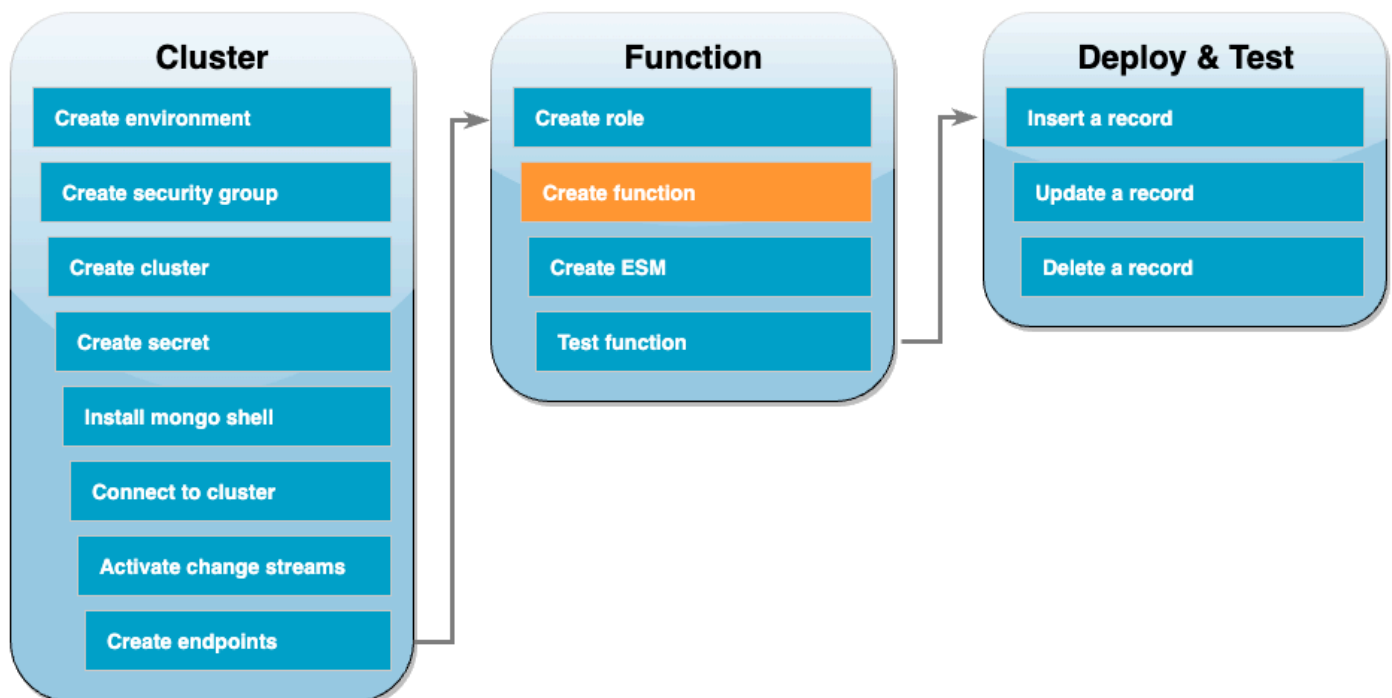 Cluster
Create environment
Create security group
Create cluster
Create secret
Install mongo shell
Connect to cluster
Activate change streams
Create endpoints
Function
Create role
Create function
Create ESM
Test function
Deploy & Test
Insert a record
Update a record
Delete a record